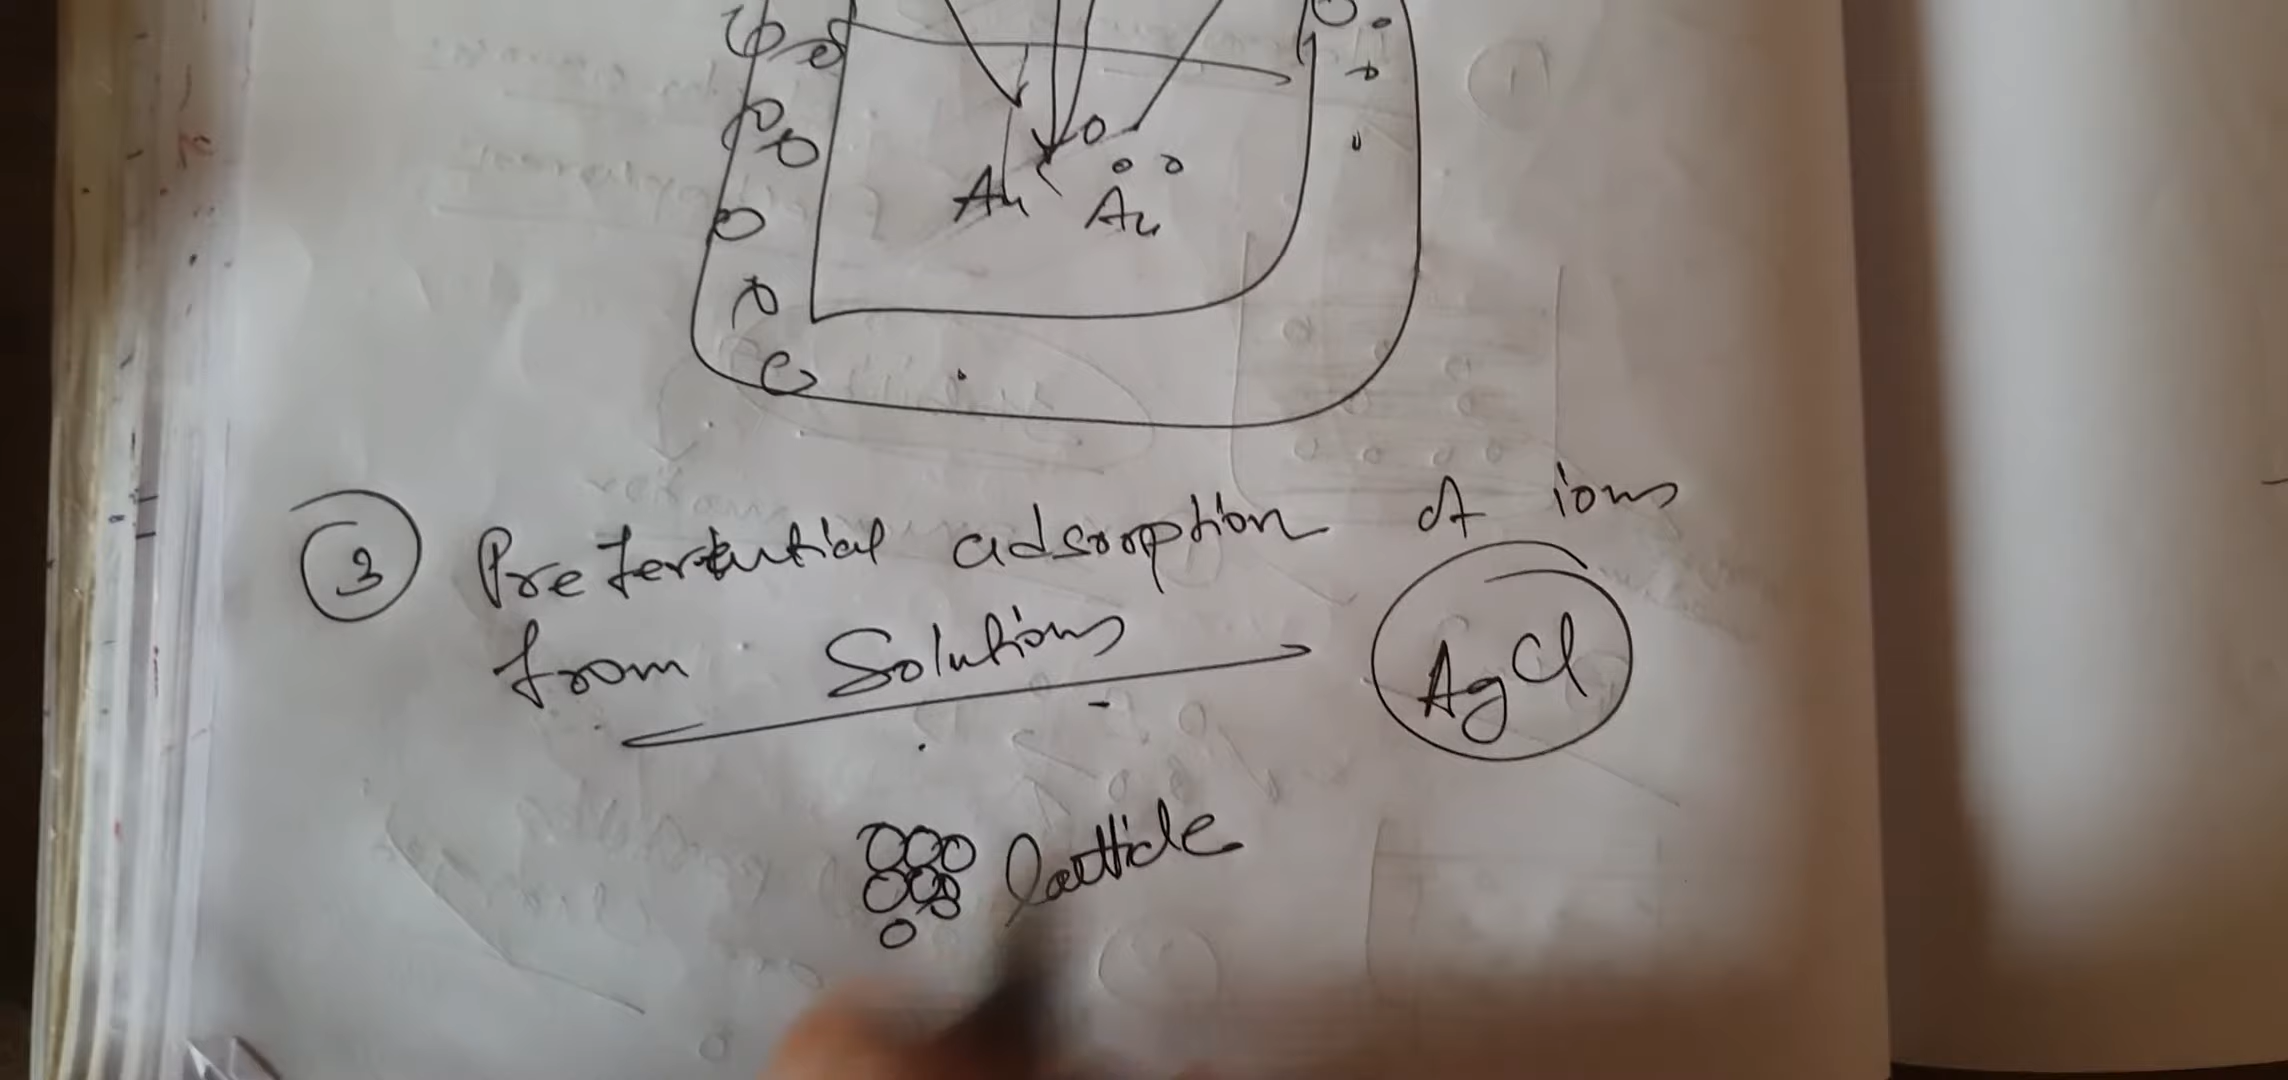 Au Au
3 Preferential adsorption of ions
from Solutions
AgCl
lattice